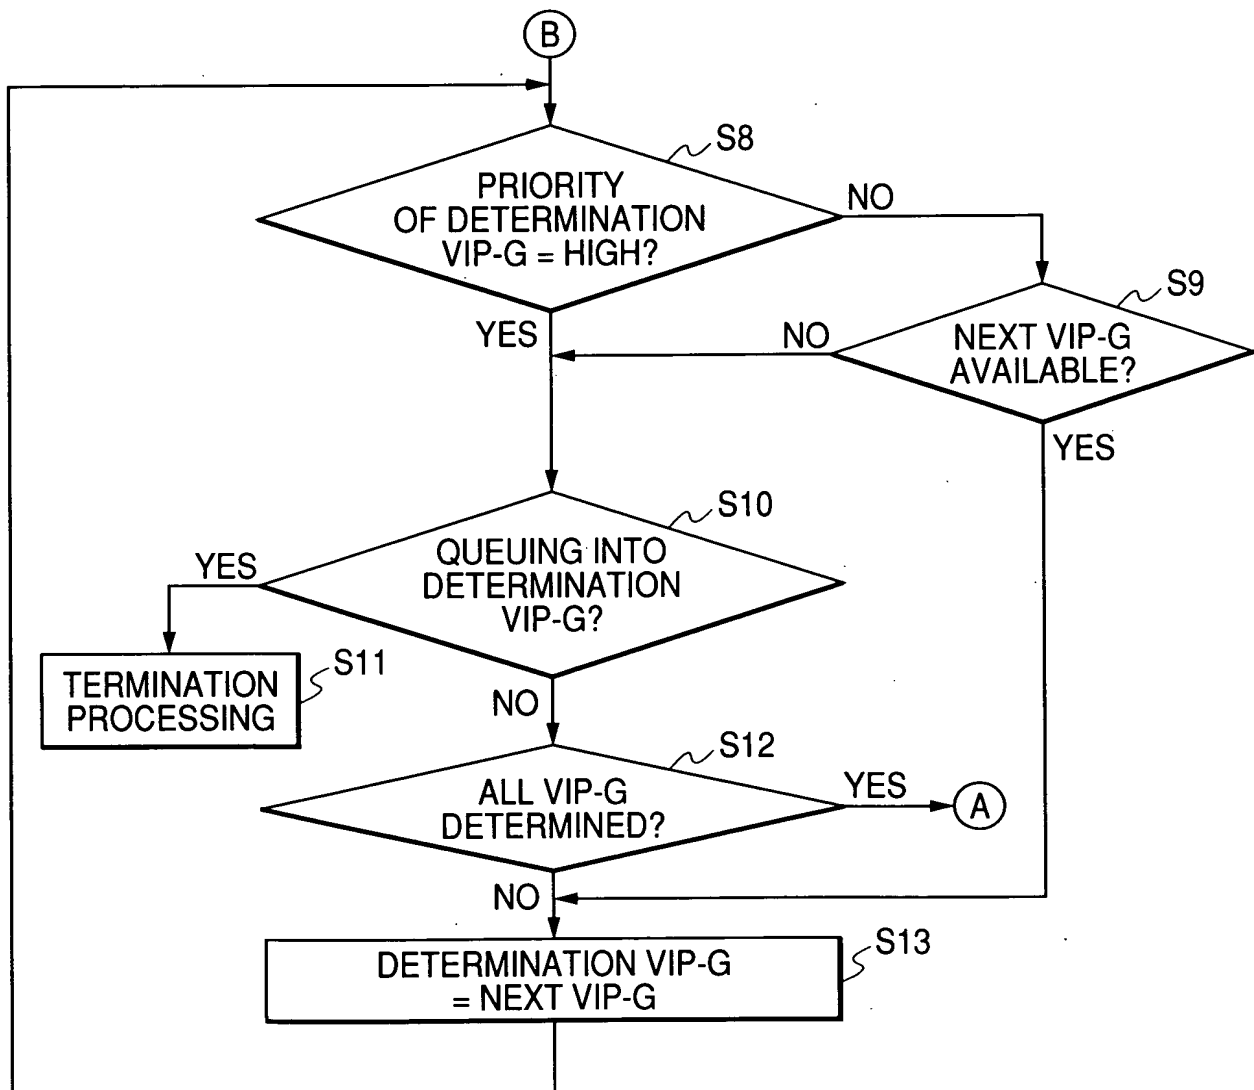 B
S8
PRIORITY
OF DETERMINATION
VIP-G = HIGH?
NO
YES
S9
NEXT VIP-G
AVAILABLE?
NO
YES
S10
QUEUING INTO
DETERMINATION
VIP-G?
YES
S11
TERMINATION
PROCESSING
NO
S12
ALL VIP-G
DETERMINED?
YES
A
NO
S13
DETERMINATION VIP-G
= NEXT VIP-G